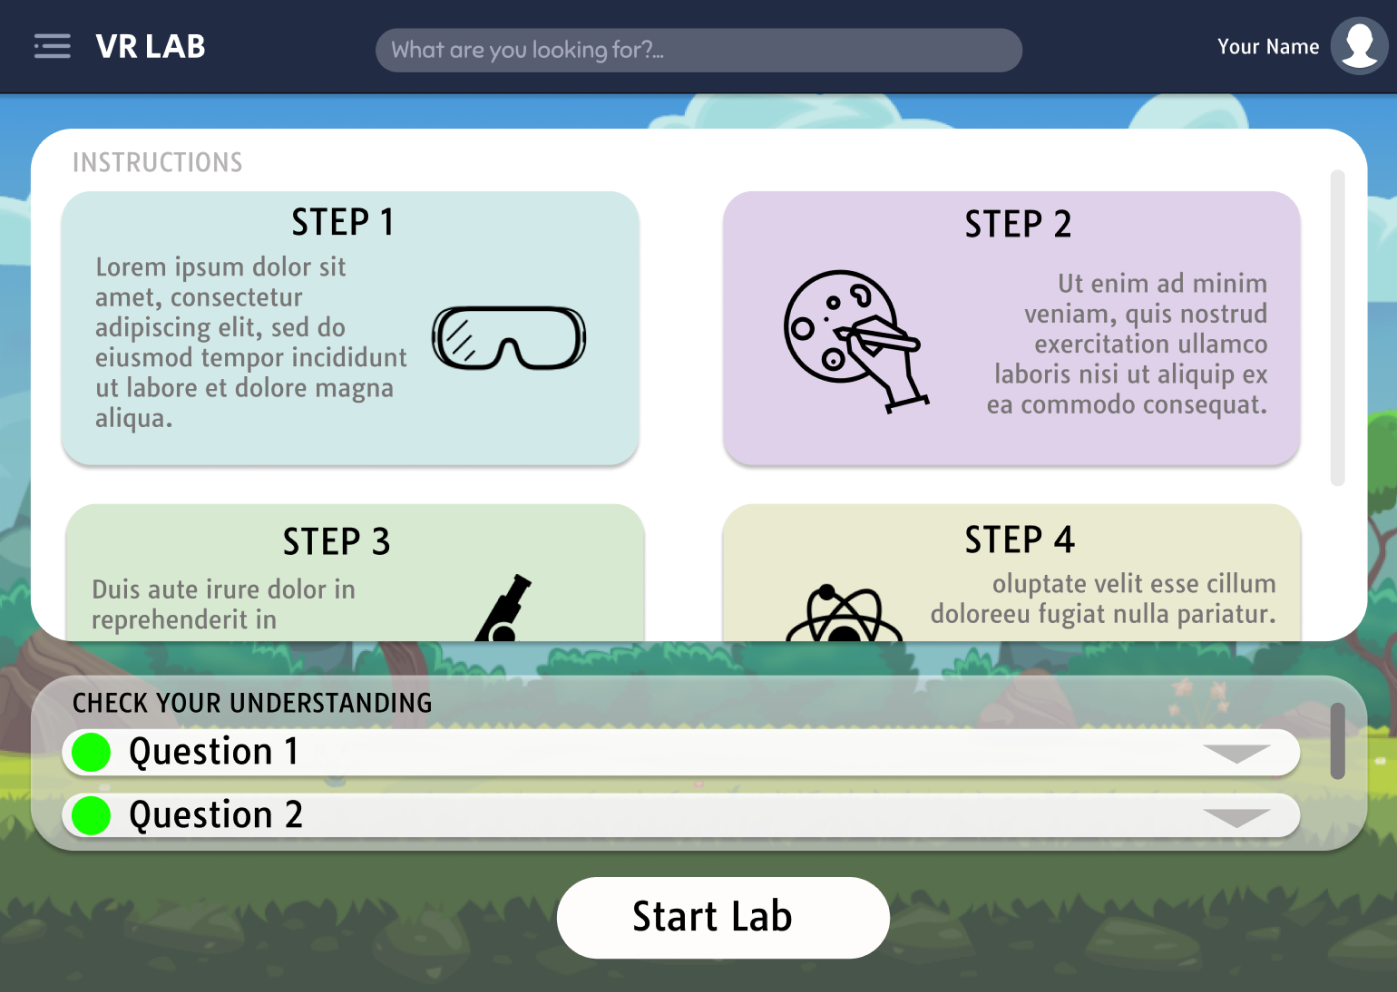 VR LAB
What are you looking for?...
Your Name
INSTRUCTIONS
STEP 1
Lorem ipsum dolor sit
amet, consectetur
adipiscing elit, sed do
eiusmod tempor incididunt
ut labore et dolore magna
aliqua.
STEP 2
Ut enim ad minim
veniam, quis nostrud
exercitation ullamco
laboris nisi ut aliquip ex
ea commodo consequat.
STEP 3
Duis aute irure dolor in
reprehenderit in
STEP 4
oluptate velit esse cillum
doloreeu fugiat nulla pariatur.
CHECK YOUR UNDERSTANDING
Question 1
Question 2
Start Lab